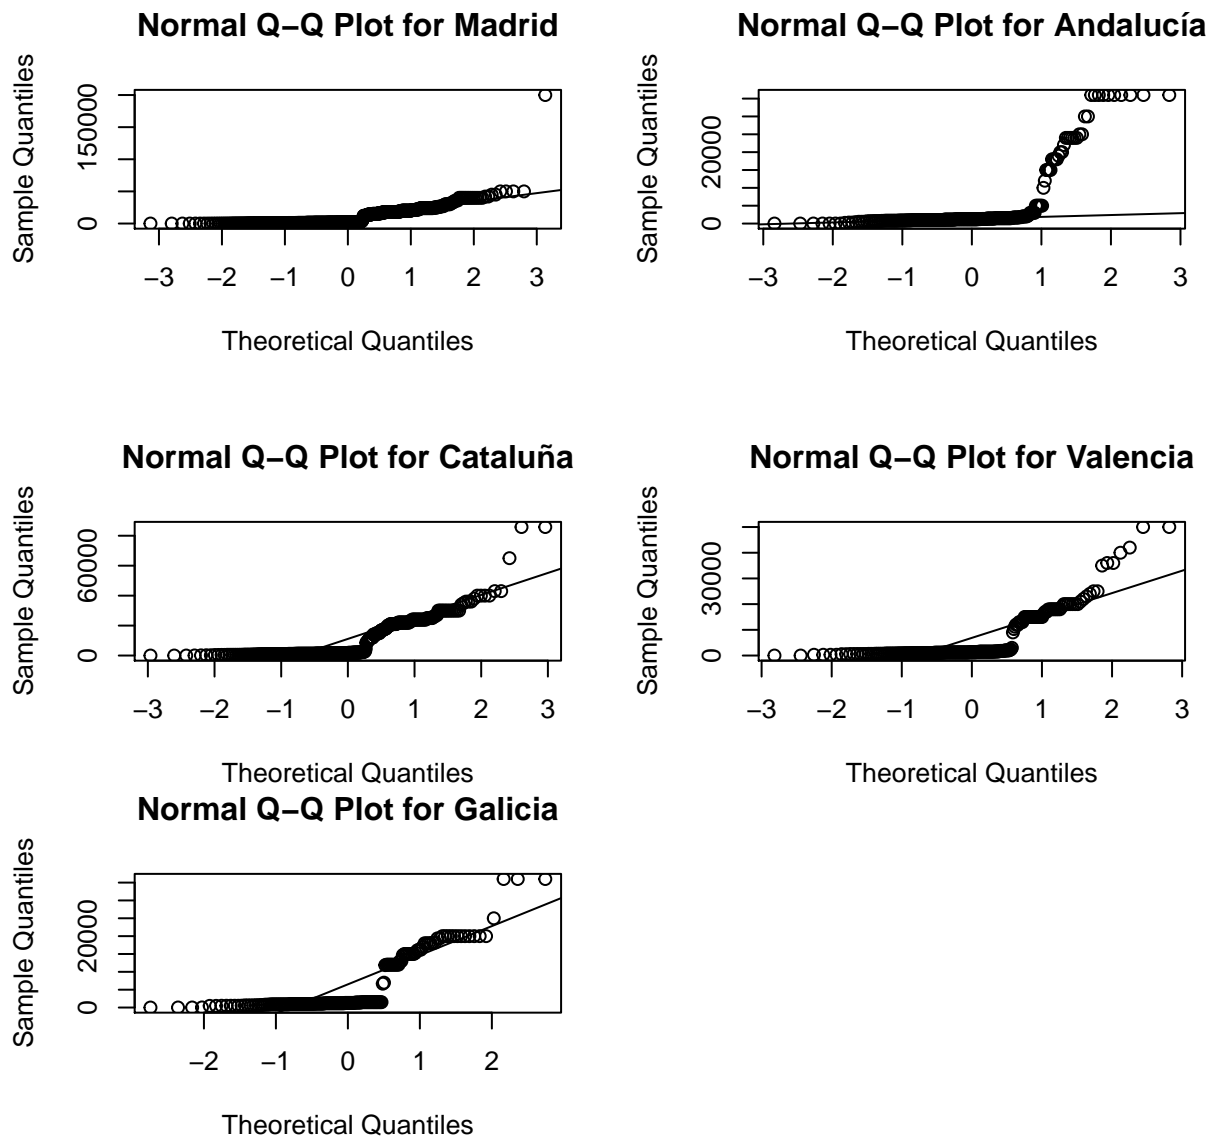 Normal Q−Q Plot for Madrid
Sample Quantiles
0 150000
−3 −2 −1 0 1 2 3
Theoretical Quantiles
Normal Q−Q Plot for Andalucía
Sample Quantiles
0 20000
−3 −2 −1 0 1 2 3
Theoretical Quantiles
Normal Q−Q Plot for Cataluña
Sample Quantiles
0 60000
−3 −2 −1 0 1 2 3
Theoretical Quantiles
Normal Q−Q Plot for Valencia
Sample Quantiles
0 30000
−3 −2 −1 0 1 2 3
Theoretical Quantiles
Normal Q−Q Plot for Galicia
Sample Quantiles
0 20000
−2 −1 0 1 2
Theoretical Quantiles